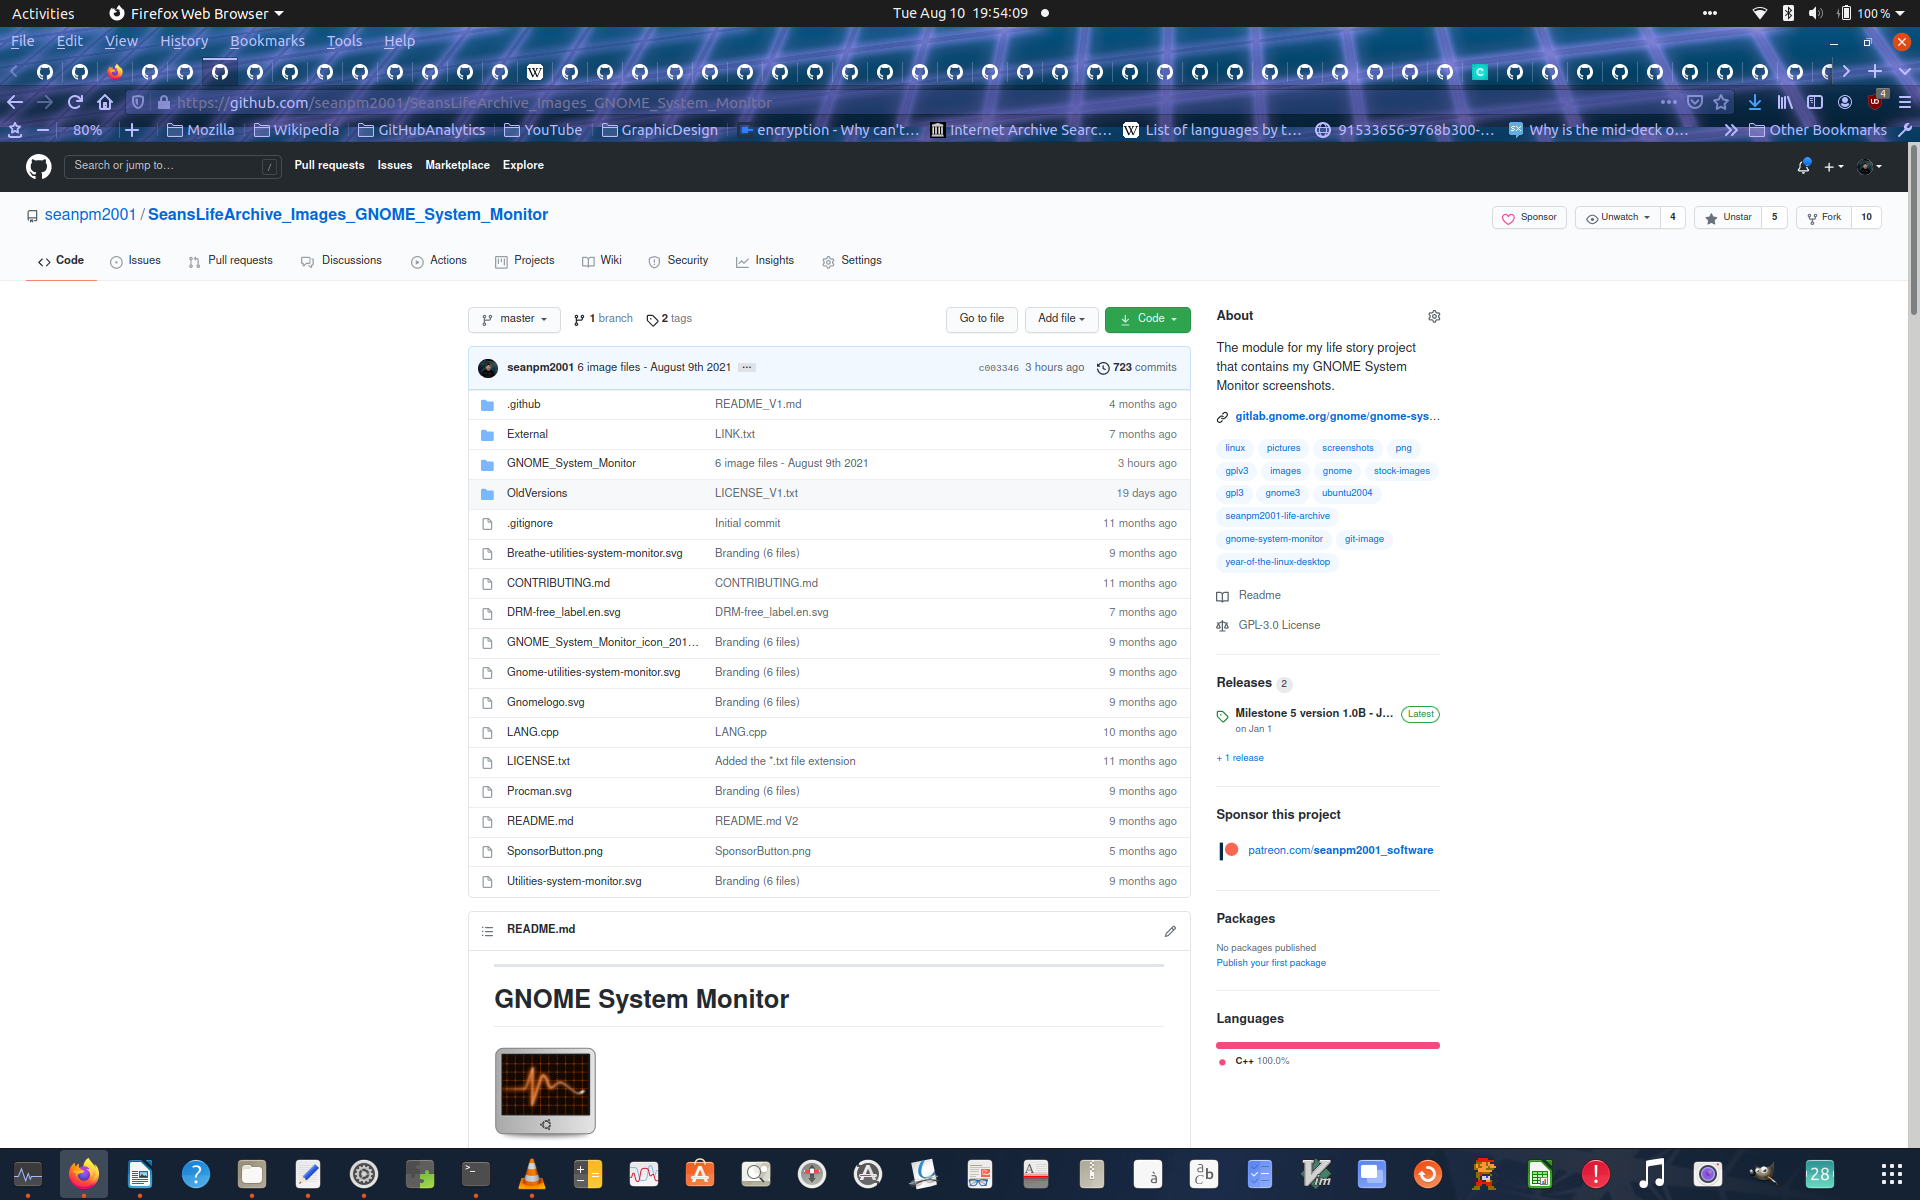 Activities Firefox Web Browser Tue Aug 10 19:54:09 100 %
File Edit View History Bookmarks Tools Help
https://github.com/seanpm2001/SeansLifeArchive_Images_GNOME_System_Monitor 4
80% Mozilla Wikipedia GitHubAnalytics YouTube GraphicDesign encryption - Why can't… Internet Archive Searc… List of languages by t… 91533656-9768b300-… Why is the mid-deck o… Other Bookmarks
Search or jump to… / Pull requests Issues Marketplace Explore
seanpm2001 / SeansLifeArchive_Images_GNOME_System_Monitor Sponsor Unwatch 4 Unstar 5 Fork 10
Code Issues Pull requests Discussions Actions Projects Wiki Security Insights Settings
master 1 branch 2 tags Go to file Add file Code
seanpm2001 6 image files - August 9th 2021 c003346 3 hours ago 723 commits
.github README_V1.md 4 months ago
External LINK.txt 7 months ago
GNOME_System_Monitor 6 image files - August 9th 2021 3 hours ago
OldVersions LICENSE_V1.txt 19 days ago
.gitignore Initial commit 11 months ago
Breathe-utilities-system-monitor.svg Branding (6 files) 9 months ago
CONTRIBUTING.md CONTRIBUTING.md 11 months ago
DRM-free_label.en.svg DRM-free_label.en.svg 7 months ago
GNOME_System_Monitor_icon_201… Branding (6 files) 9 months ago
Gnome-utilities-system-monitor.svg Branding (6 files) 9 months ago
Gnomelogo.svg Branding (6 files) 9 months ago
LANG.cpp LANG.cpp 10 months ago
LICENSE.txt Added the *.txt file extension 11 months ago
Procman.svg Branding (6 files) 9 months ago
README.md README.md V2 9 months ago
SponsorButton.png SponsorButton.png 5 months ago
Utilities-system-monitor.svg Branding (6 files) 9 months ago
README.md
GNOME System Monitor
About
The module for my life story project
that contains my GNOME System
Monitor screenshots.
gitlab.gnome.org/gnome/gnome-sys…
linux pictures screenshots png
gplv3 images gnome stock-images
gpl3 gnome3 ubuntu2004
seanpm2001-life-archive
gnome-system-monitor git-image
year-of-the-linux-desktop
Readme
GPL-3.0 License
Releases 2
Milestone 5 version 1.0B - J… Latest
on Jan 1
+ 1 release
Sponsor this project
patreon.com/seanpm2001_software
Packages
No packages published
Publish your first package
Languages
C++ 100.0%
28